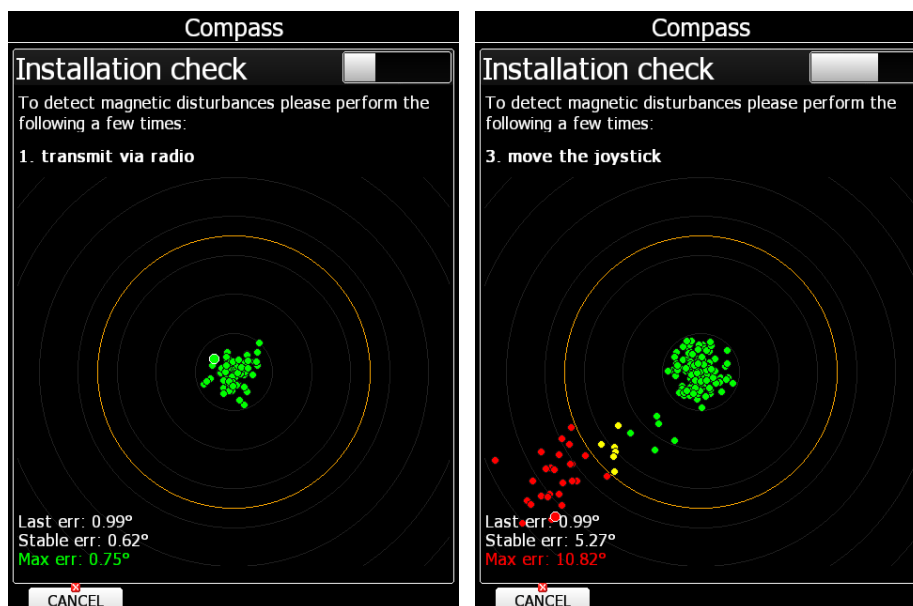 Compass
Installation check
To detect magnetic disturbances please perform the
following a few times:
1. transmit via radio
Last err: 0.99°
Stable err: 0.62°
Max err: 0.75°
CANCEL
Compass
Installation check
To detect magnetic disturbances please perform the
following a few times:
3. move the joystick
Last err: 0.99°
Stable err: 5.27°
Max err: 10.82°
CANCEL